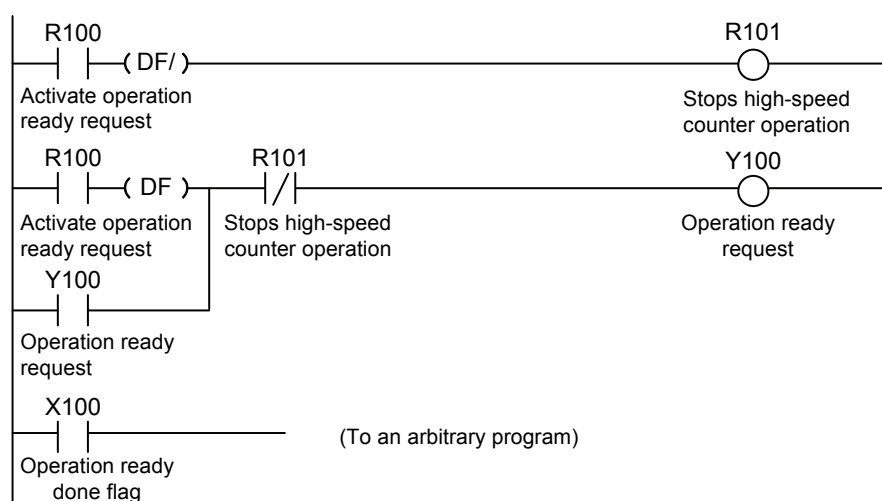 R100 R101
( DF/ )
Activate operation
ready request
Stops high-speed
counter operation
R100 R101 Y100
( DF )
Activate operation
ready request
Stops high-speed
counter operation
Operation ready
request
Y100
Operation ready
request
X100
(To an arbitrary program)
Operation ready
done flag